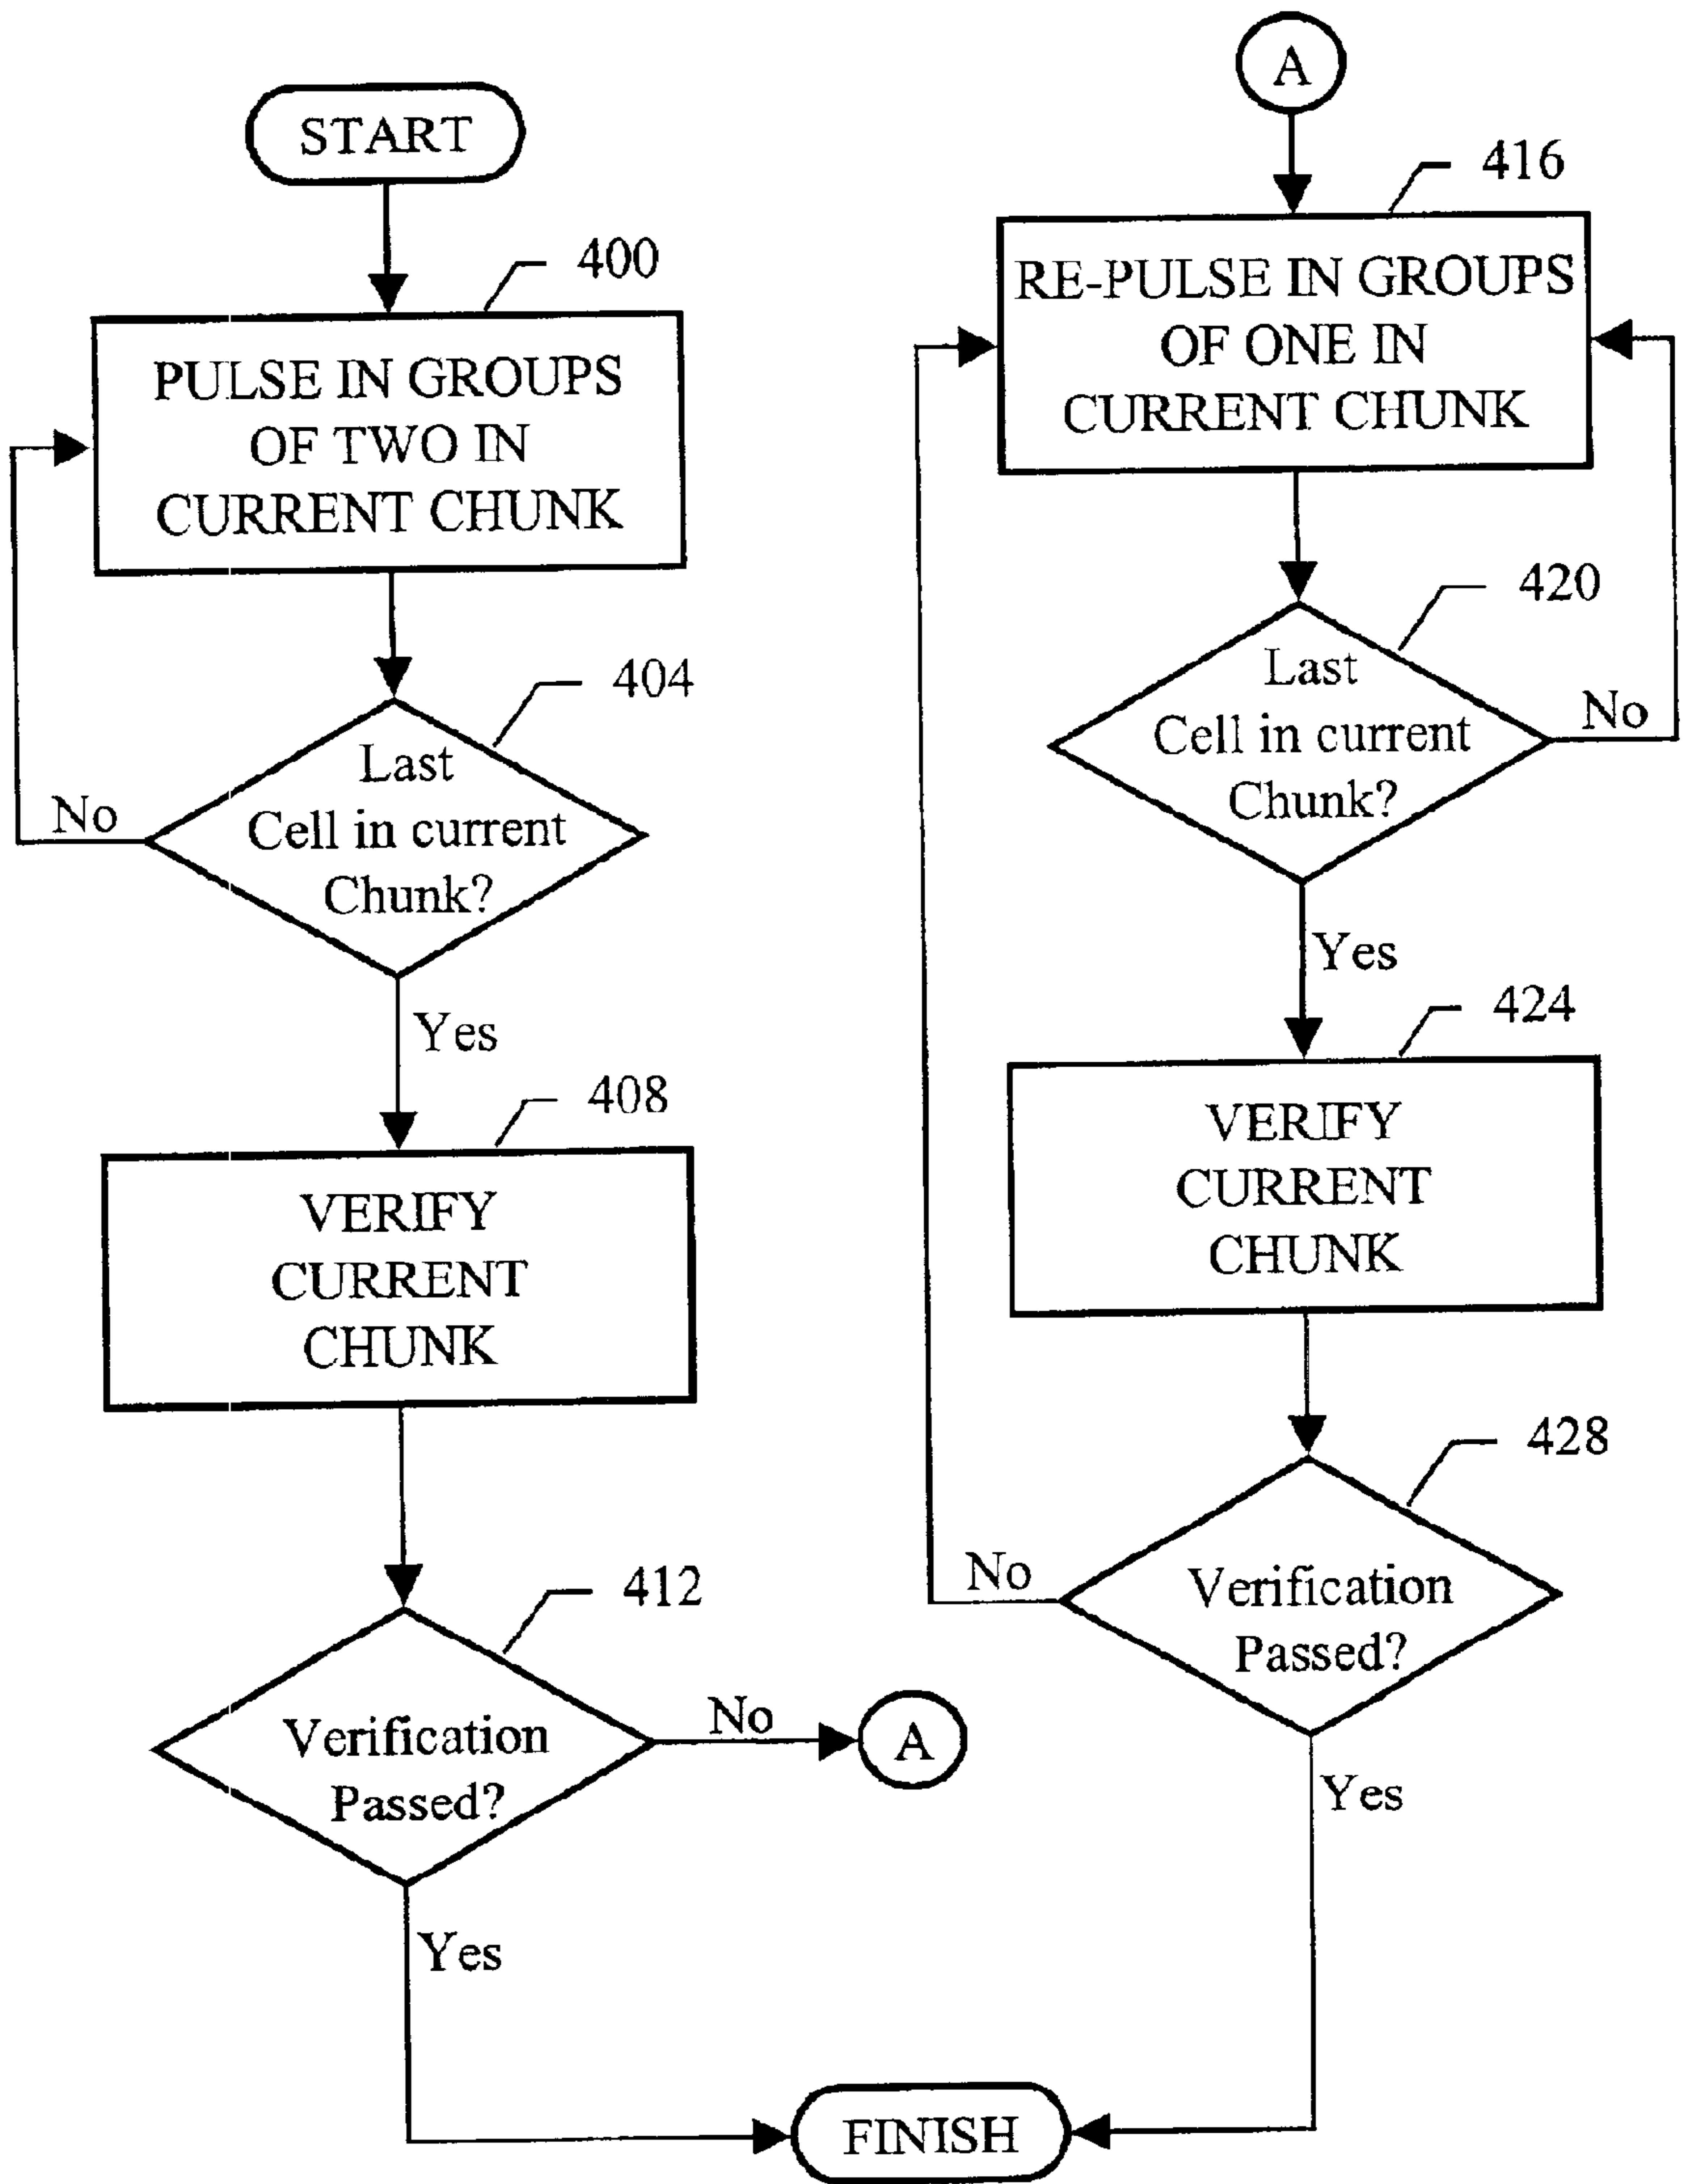 START
400
PULSE IN GROUPS
OF TWO IN
CURRENT CHUNK
404
Last
Cell in current
Chunk?
No
Yes
408
VERIFY
CURRENT
CHUNK
412
Verification
Passed?
No
A
Yes
A
416
RE-PULSE IN GROUPS
OF ONE IN
CURRENT CHUNK
420
Last
Cell in current
Chunk?
No
Yes
424
VERIFY
CURRENT
CHUNK
428
Verification
Passed?
No
Yes
FINISH